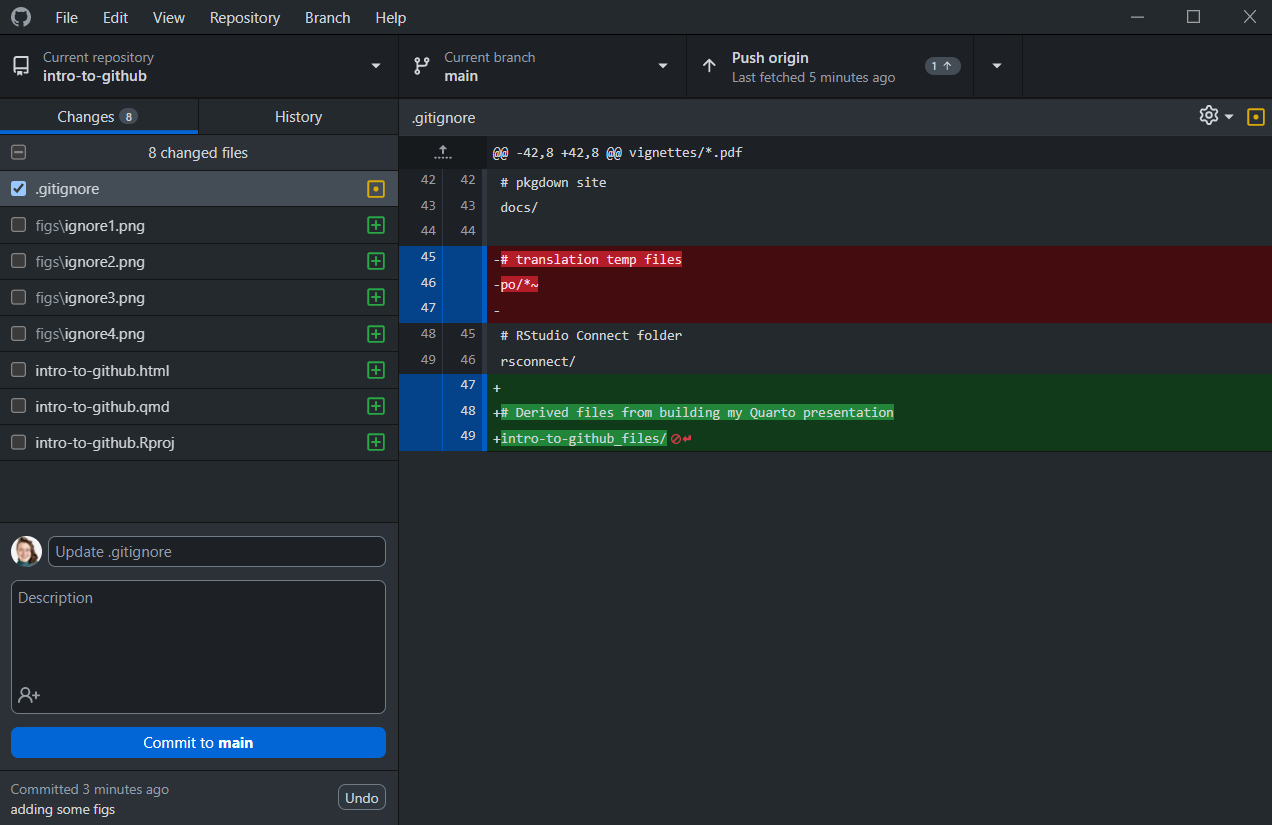 File Edit View Repository Branch Help
Current repository
intro-to-github
Current branch
main
Push origin
Last fetched 5 minutes ago
1
Changes 8
History
8 changed files
.gitignore
figs\ignore1.png
figs\ignore2.png
figs\ignore3.png
figs\ignore4.png
intro-to-github.html
intro-to-github.qmd
intro-to-github.Rproj
Update .gitignore
Description
Commit to main
Committed 3 minutes ago
adding some figs
Undo
.gitignore
@@ -42,8 +42,8 @@ vignettes/*.pdf
42 42 # pkgdown site
43 43 docs/
44 44
45 -# translation temp files
46 -po/*~
47 -
48 45 # RStudio Connect folder
49 46 rsconnect/
47 +
48 +# Derived files from building my Quarto presentation
49 +intro-to-github_files/